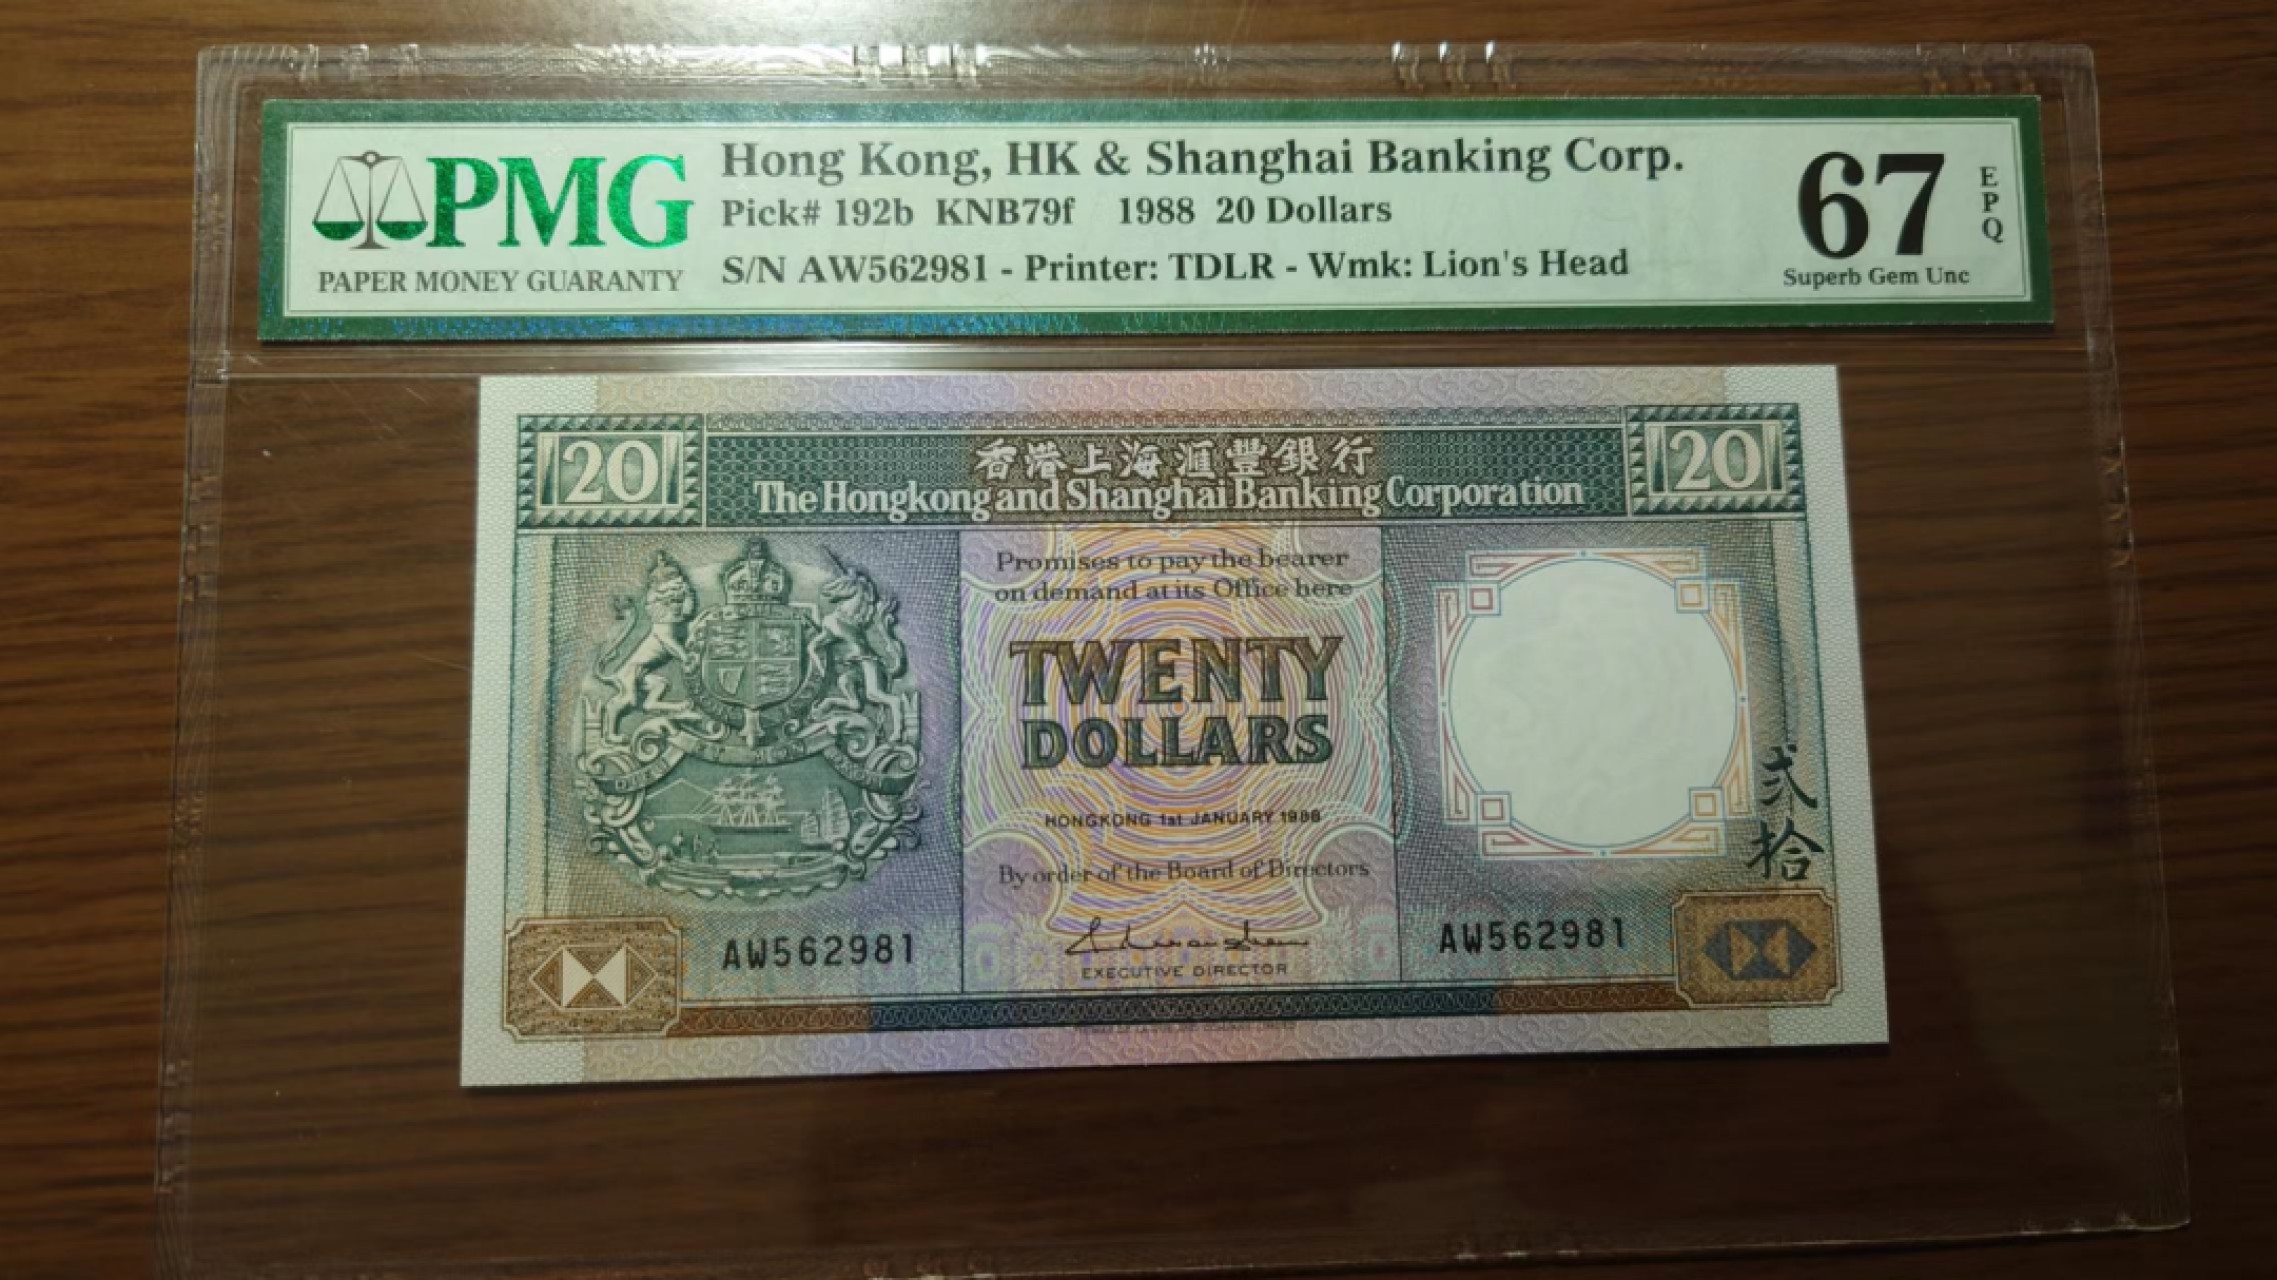 PMG
PAPER MONEY GUARANTY
Hong Kong, HK & Shanghai Banking Corp.
Pick# 192b KNB79f 1988 20 Dollars
S/N AW562981 - Printer: TDLR - Wmk: Lion's Head
67
EPQ
Superb Gem Unc
20
香港上海滙豐銀行
20
The Hongkong and Shanghai Banking Corporation
Promises to pay the bearer
on demand at its Office here
TWENTY
DOLLARS
HONGKONG 1st JANUARY 1988
By order of the Board of Directors
貳拾
AW562981
AW562981
EXECUTIVE DIRECTOR